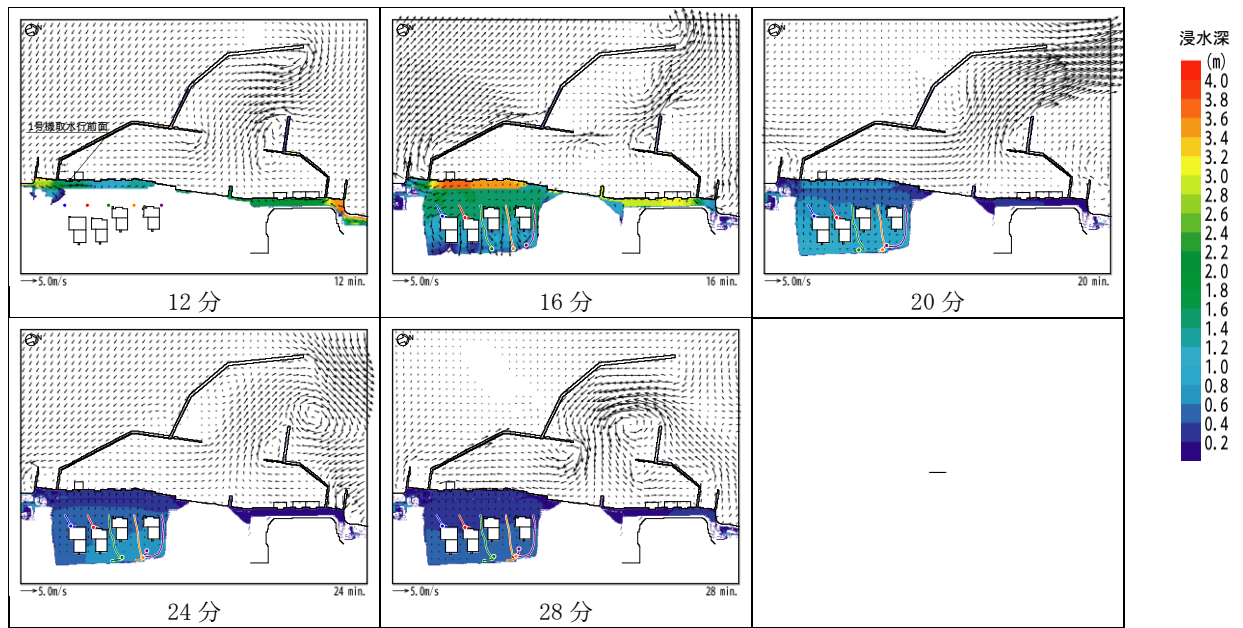 N
1号機取水行前面
→5.0m/s
12 min.
12 分
N
→5.0m/s
16 min.
16 分
N
→5.0m/s
20 min.
20 分
N
→5.0m/s
24 min.
24 分
N
→5.0m/s
28 min.
28 分
―
浸水深
(m)
4.0
3.8
3.6
3.4
3.2
3.0
2.8
2.6
2.4
2.2
2.0
1.8
1.6
1.4
1.2
1.0
0.8
0.6
0.4
0.2